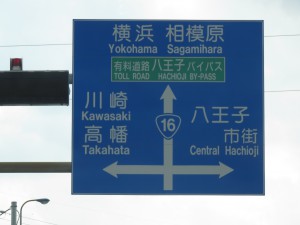 横浜 相模原
Yokohama Sagamihara
有料道路 八王子 バイパス
TOLL ROAD HACHIOJI BY-PASS
川崎
Kawasaki
高幡
Takahata
16
八王子
市街
Central Hachioji